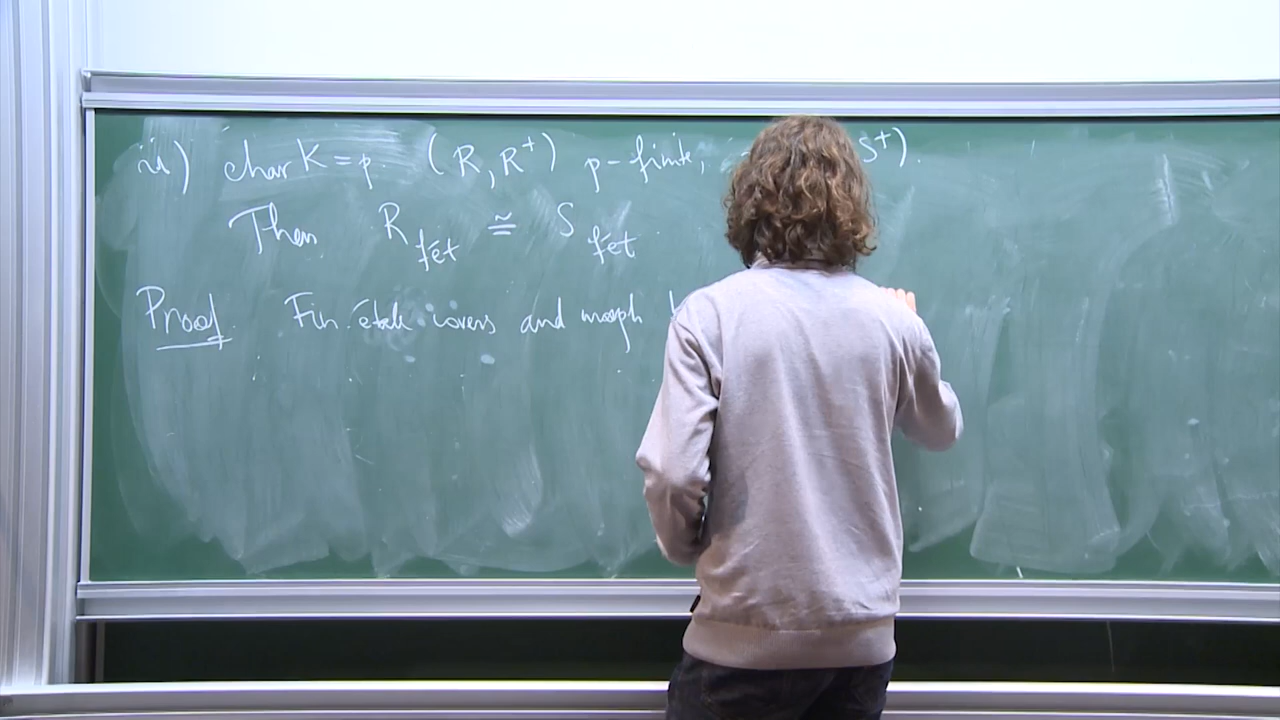 ii) char K = p. (R, R⁺) p-finite, S⁺).
Then R_fét ≅ S_fét
Proof. Fin. étale covers and morph